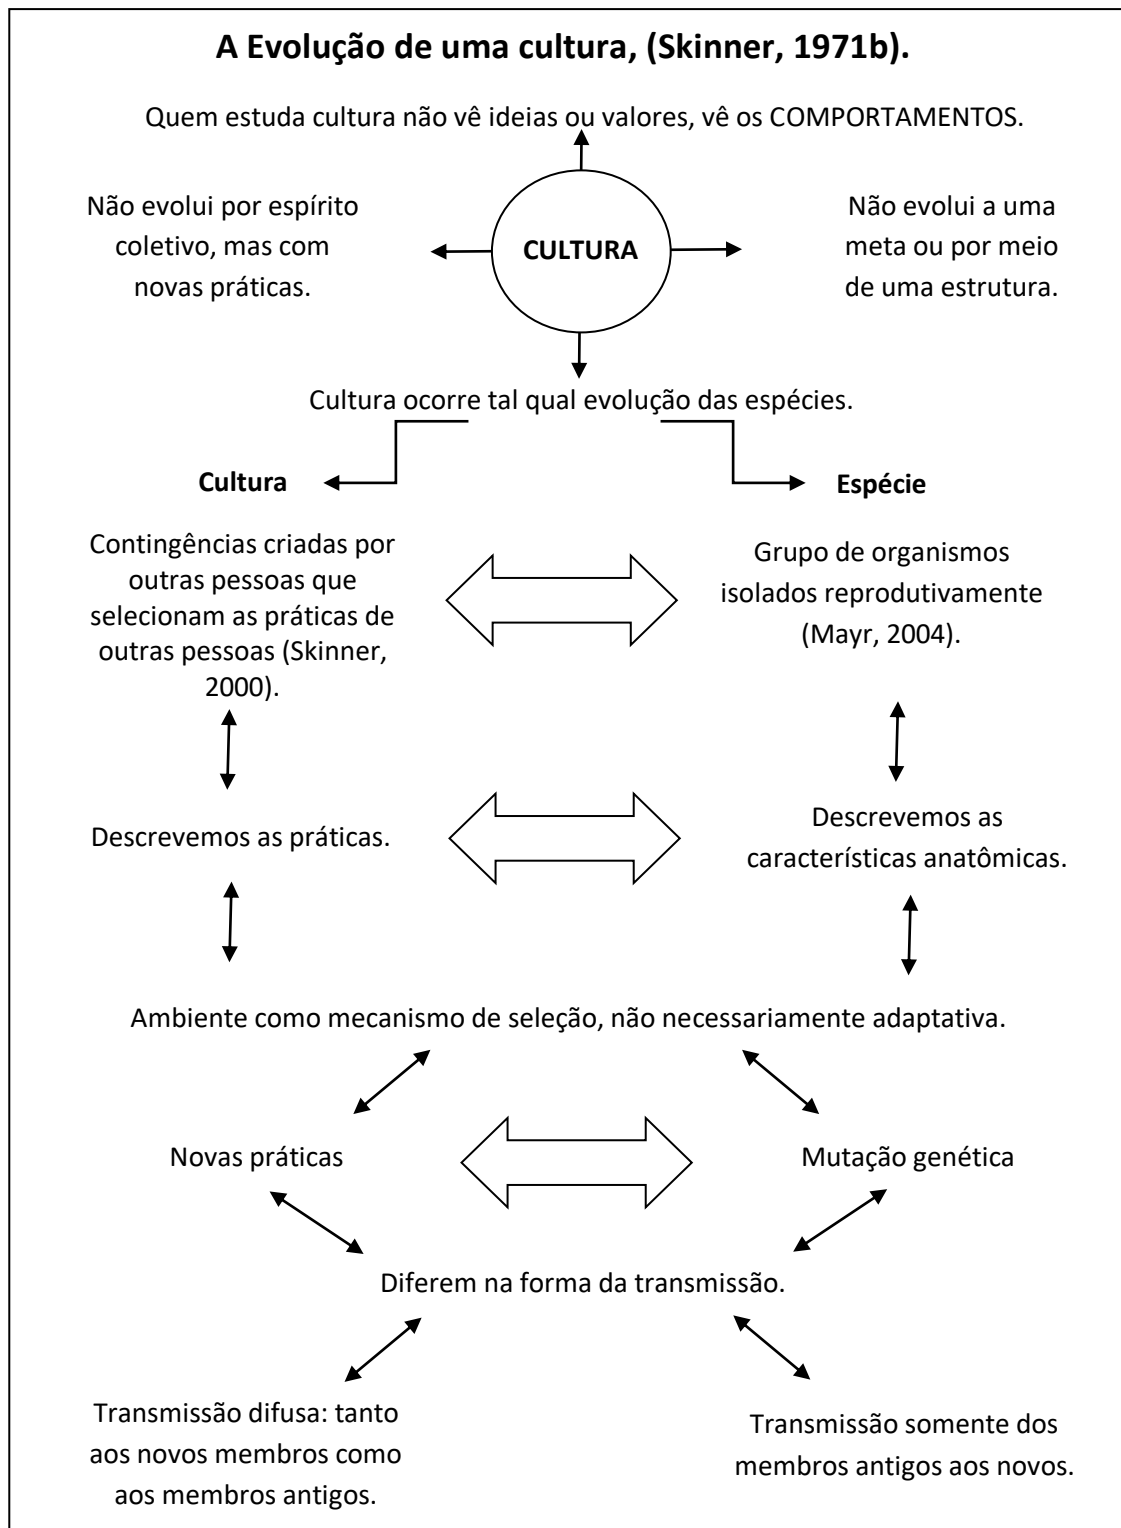 A Evolução de uma cultura, (Skinner, 1971b).
Quem estuda cultura não vê ideias ou valores, vê os COMPORTAMENTOS.
Não evolui por espírito
coletivo, mas com
novas práticas.
CULTURA
Não evolui a uma
meta ou por meio
de uma estrutura.
Cultura ocorre tal qual evolução das espécies.
Cultura
Espécie
Contingências criadas por
outras pessoas que
selecionam as práticas de
outras pessoas (Skinner,
2000).
Grupo de organismos
isolados reprodutivamente
(Mayr, 2004).
Descrevemos as práticas.
Descrevemos as
características anatômicas.
Ambiente como mecanismo de seleção, não necessariamente adaptativa.
Novas práticas
Mutação genética
Diferem na forma da transmissão.
Transmissão difusa: tanto
aos novos membros como
aos membros antigos.
Transmissão somente dos
membros antigos aos novos.